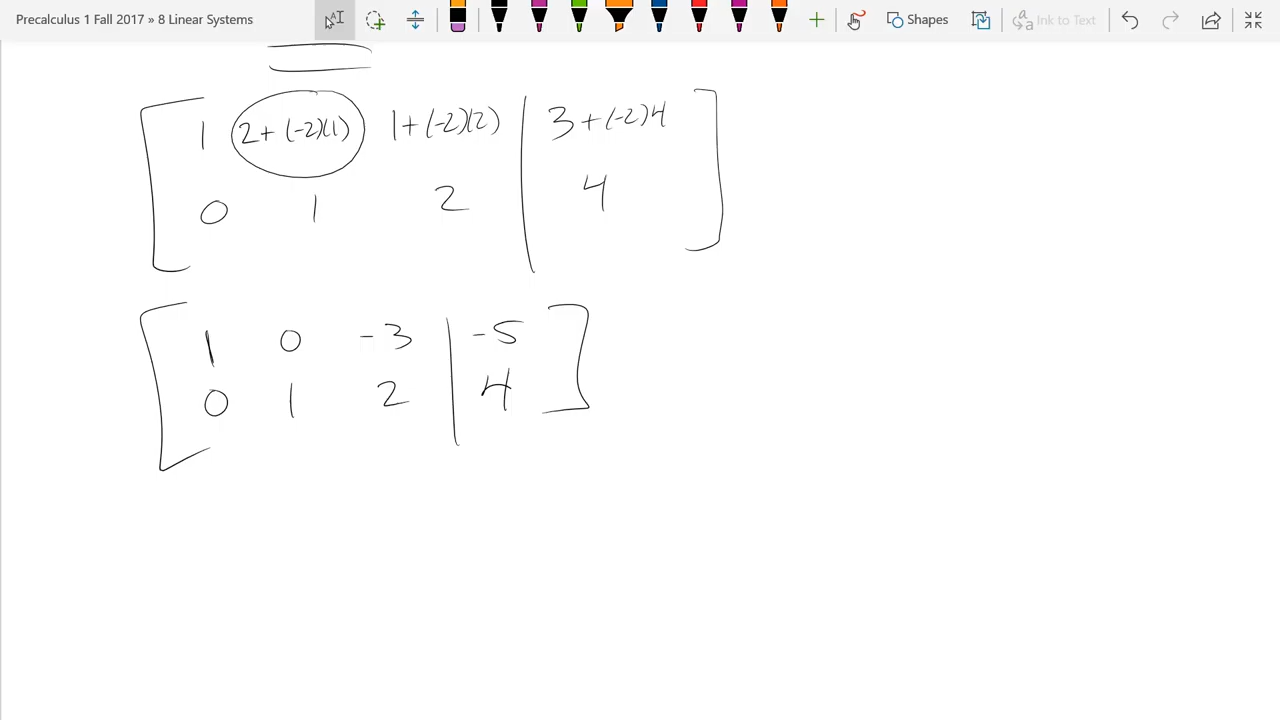 Precalculus 1 Fall 2017 » 8 Linear Systems Shapes Ink to Text
1 2+(-2)(1) 1+(-2)(2) 3+(-2)4
0 1 2 4
1 0 -3 -5
0 1 2 4